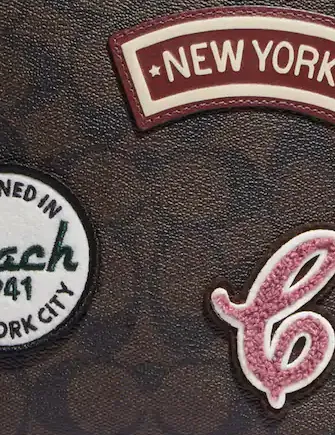 NEW YORK
NED IN
ach
941
ORK CITY
C